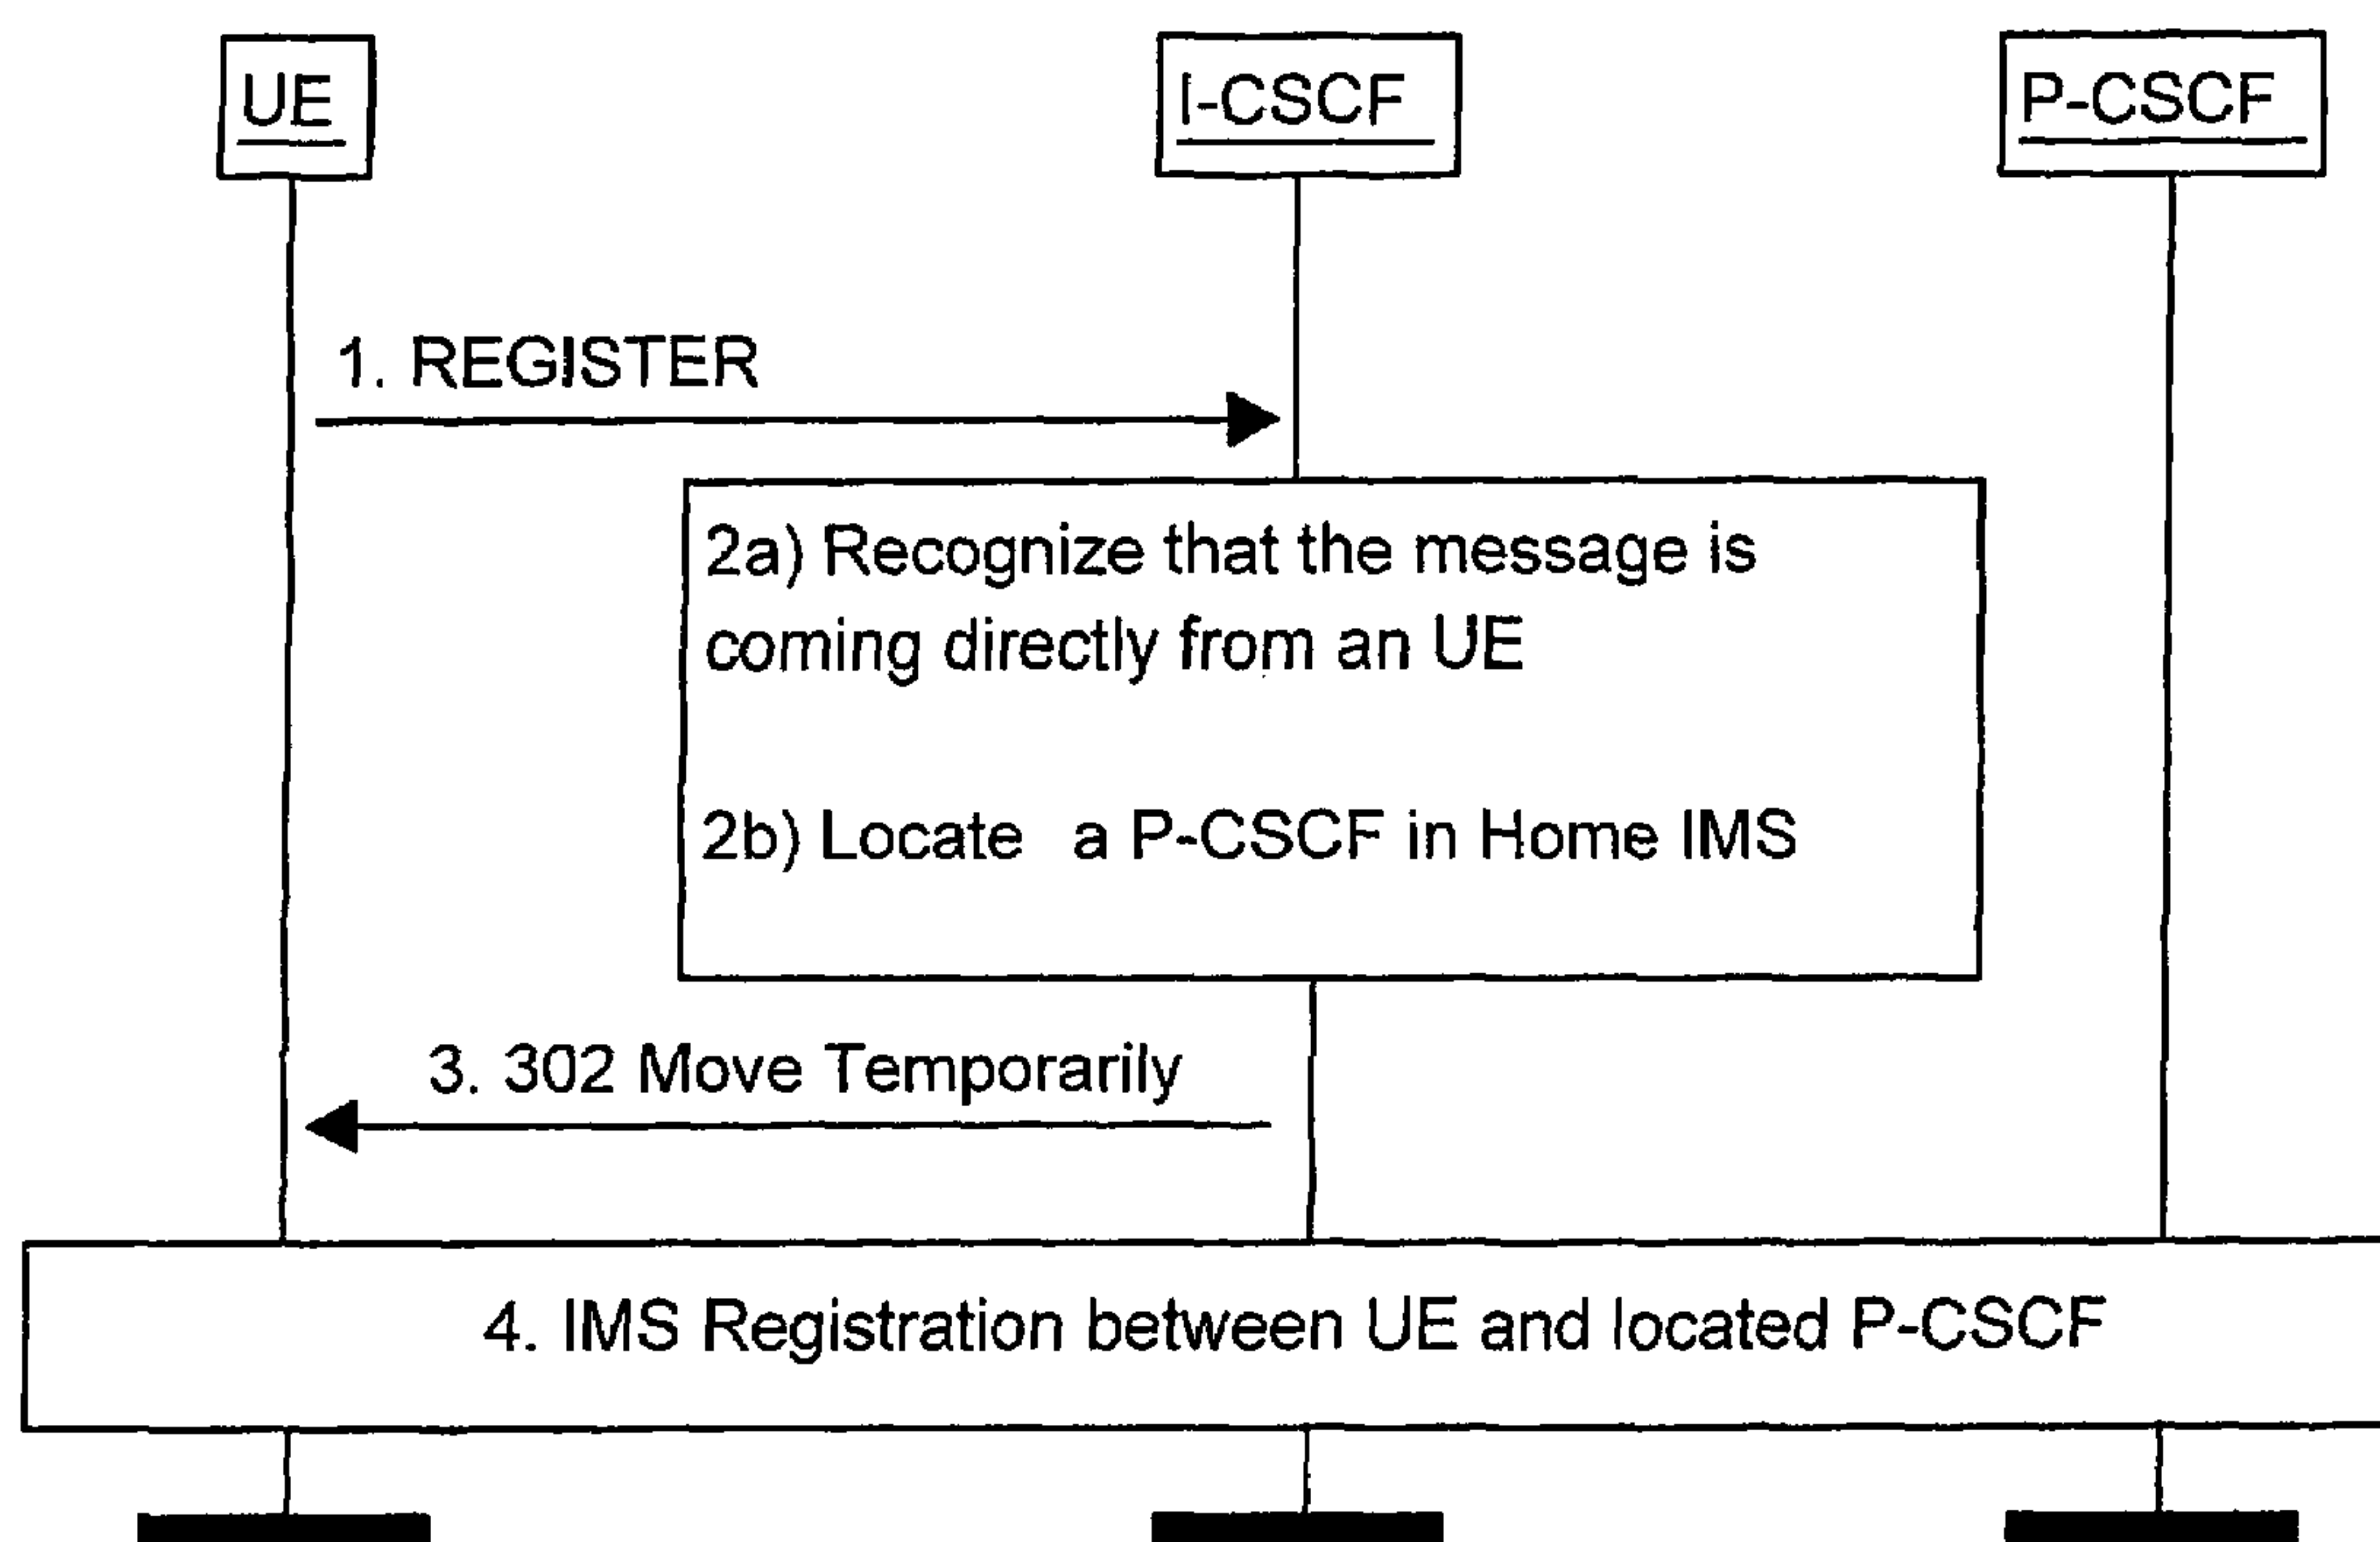 UE
I-CSCF
P-CSCF
1. REGISTER
2a) Recognize that the message is
coming directly from an UE
2b) Locate a P-CSCF in Home IMS
3. 302 Move Temporarily
4. IMS Registration between UE and located P-CSCF